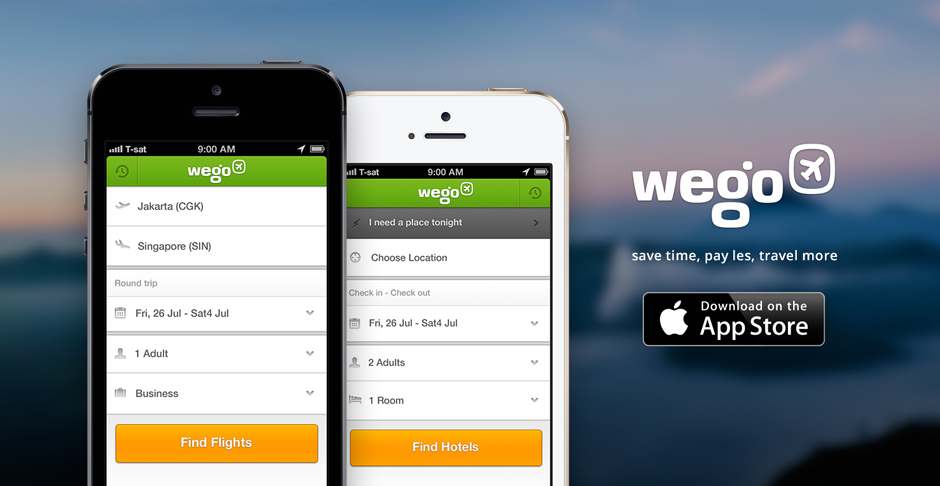 T-sat 9:00 AM
wego
Jakarta (CGK)
Singapore (SIN)
Round trip
Fri, 26 Jul - Sat4 Jul
1 Adult
Business
Find Flights
T-sat 9:00 AM
wego
I need a place tonight
Choose Location
Check in - Check out
Fri, 26 Jul - Sat4 Jul
2 Adults
1 Room
Find Hotels
wego
save time, pay les, travel more
Download on the
App Store